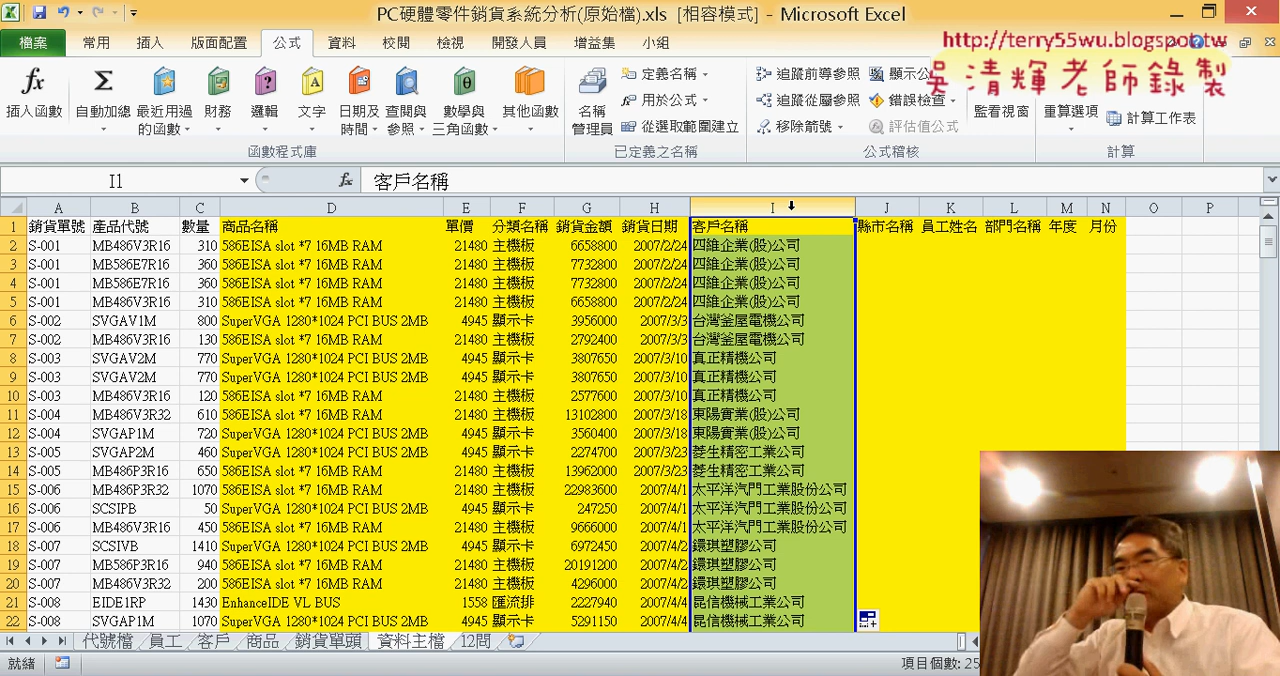 PC硬體零件銷貨系統分析(原始檔).xls [相容模式] - Microsoft Excel
檔案 常用 插入 版面配置 公式 資料 校閱 檢視 開發人員 增益集 小組
http://terry55wu.blogspot.tw
吳清輝老師錄製
fx 插入函數
Σ 自動加總
最近用過的函數
財務
邏輯
文字
日期及時間
查閱與參照
數學與三角函數
其他函數
函數程式庫
名稱管理員
定義名稱
用於公式
從選取範圍建立
已定義之名稱
追蹤前導參照
追蹤從屬參照
移除箭號
顯示公
錯誤檢查
評估值公式
監看視窗
公式稽核
重算選項
計算工作表
計算
I1 fx 客戶名稱
A B C D E F G H I J K L M N O P
1 銷貨單號 產品代號 數量 商品名稱 單價 分類名稱 銷貨金額 銷貨日期 客戶名稱 縣市名稱 員工姓名 部門名稱 年度 月份
2 S-001 MB486V3R16 310 586EISA slot *7 16MB RAM 21480 主機板 6658800 2007/2/24 四維企業(股)公司
3 S-001 MB586E7R16 360 586EISA slot *7 16MB RAM 21480 主機板 7732800 2007/2/24 四維企業(股)公司
4 S-001 MB586E7R16 360 586EISA slot *7 16MB RAM 21480 主機板 7732800 2007/2/24 四維企業(股)公司
5 S-001 MB486V3R16 310 586EISA slot *7 16MB RAM 21480 主機板 6658800 2007/2/24 四維企業(股)公司
6 S-002 SVGAV1M 800 SuperVGA 1280*1024 PCI BUS 2MB 4945 顯示卡 3956000 2007/3/3 台灣釜屋電機公司
7 S-002 MB486V3R16 130 586EISA slot *7 16MB RAM 21480 主機板 2792400 2007/3/3 台灣釜屋電機公司
8 S-003 SVGAV2M 770 SuperVGA 1280*1024 PCI BUS 2MB 4945 顯示卡 3807650 2007/3/10 真正精機公司
9 S-003 SVGAV2M 770 SuperVGA 1280*1024 PCI BUS 2MB 4945 顯示卡 3807650 2007/3/10 真正精機公司
10 S-003 MB486V3R16 120 586EISA slot *7 16MB RAM 21480 主機板 2577600 2007/3/10 真正精機公司
11 S-004 MB486V3R32 610 586EISA slot *7 16MB RAM 21480 主機板 13102800 2007/3/18 東陽實業(股)公司
12 S-004 SVGAP1M 720 SuperVGA 1280*1024 PCI BUS 2MB 4945 顯示卡 3560400 2007/3/18 東陽實業(股)公司
13 S-005 SVGAP2M 460 SuperVGA 1280*1024 PCI BUS 2MB 4945 顯示卡 2274700 2007/3/23 菱生精密工業公司
14 S-005 MB486P3R16 650 586EISA slot *7 16MB RAM 21480 主機板 13962000 2007/3/23 菱生精密工業公司
15 S-006 MB486P3R32 1070 586EISA slot *7 16MB RAM 21480 主機板 22983600 2007/4/1 太平洋汽門工業股份公司
16 S-006 SCSIPB 50 SuperVGA 1280*1024 PCI BUS 2MB 4945 顯示卡 247250 2007/4/1 太平洋汽門工業股份公司
17 S-006 MB486V3R16 450 586EISA slot *7 16MB RAM 21480 主機板 9666000 2007/4/1 太平洋汽門工業股份公司
18 S-007 SCSIVB 1410 SuperVGA 1280*1024 PCI BUS 2MB 4945 顯示卡 6972450 2007/4/2 鐶琪塑膠公司
19 S-007 MB586P3R16 940 586EISA slot *7 16MB RAM 21480 主機板 20191200 2007/4/2 鐶琪塑膠公司
20 S-007 MB486V3R32 200 586EISA slot *7 16MB RAM 21480 主機板 4296000 2007/4/2 鐶琪塑膠公司
21 S-008 EIDE1RP 1430 EnhanceIDE VL BUS 1558 匯流排 2227940 2007/4/4 昆信機械工業公司
22 S-008 SVGAP1M 1070 SuperVGA 1280*1024 PCI BUS 2MB 4945 顯示卡 5291150 2007/4/4 昆信機械工業公司
代號檔 員工 客戶 商品 銷貨單頭 資料主檔 12問
就緒 項目個數: 25